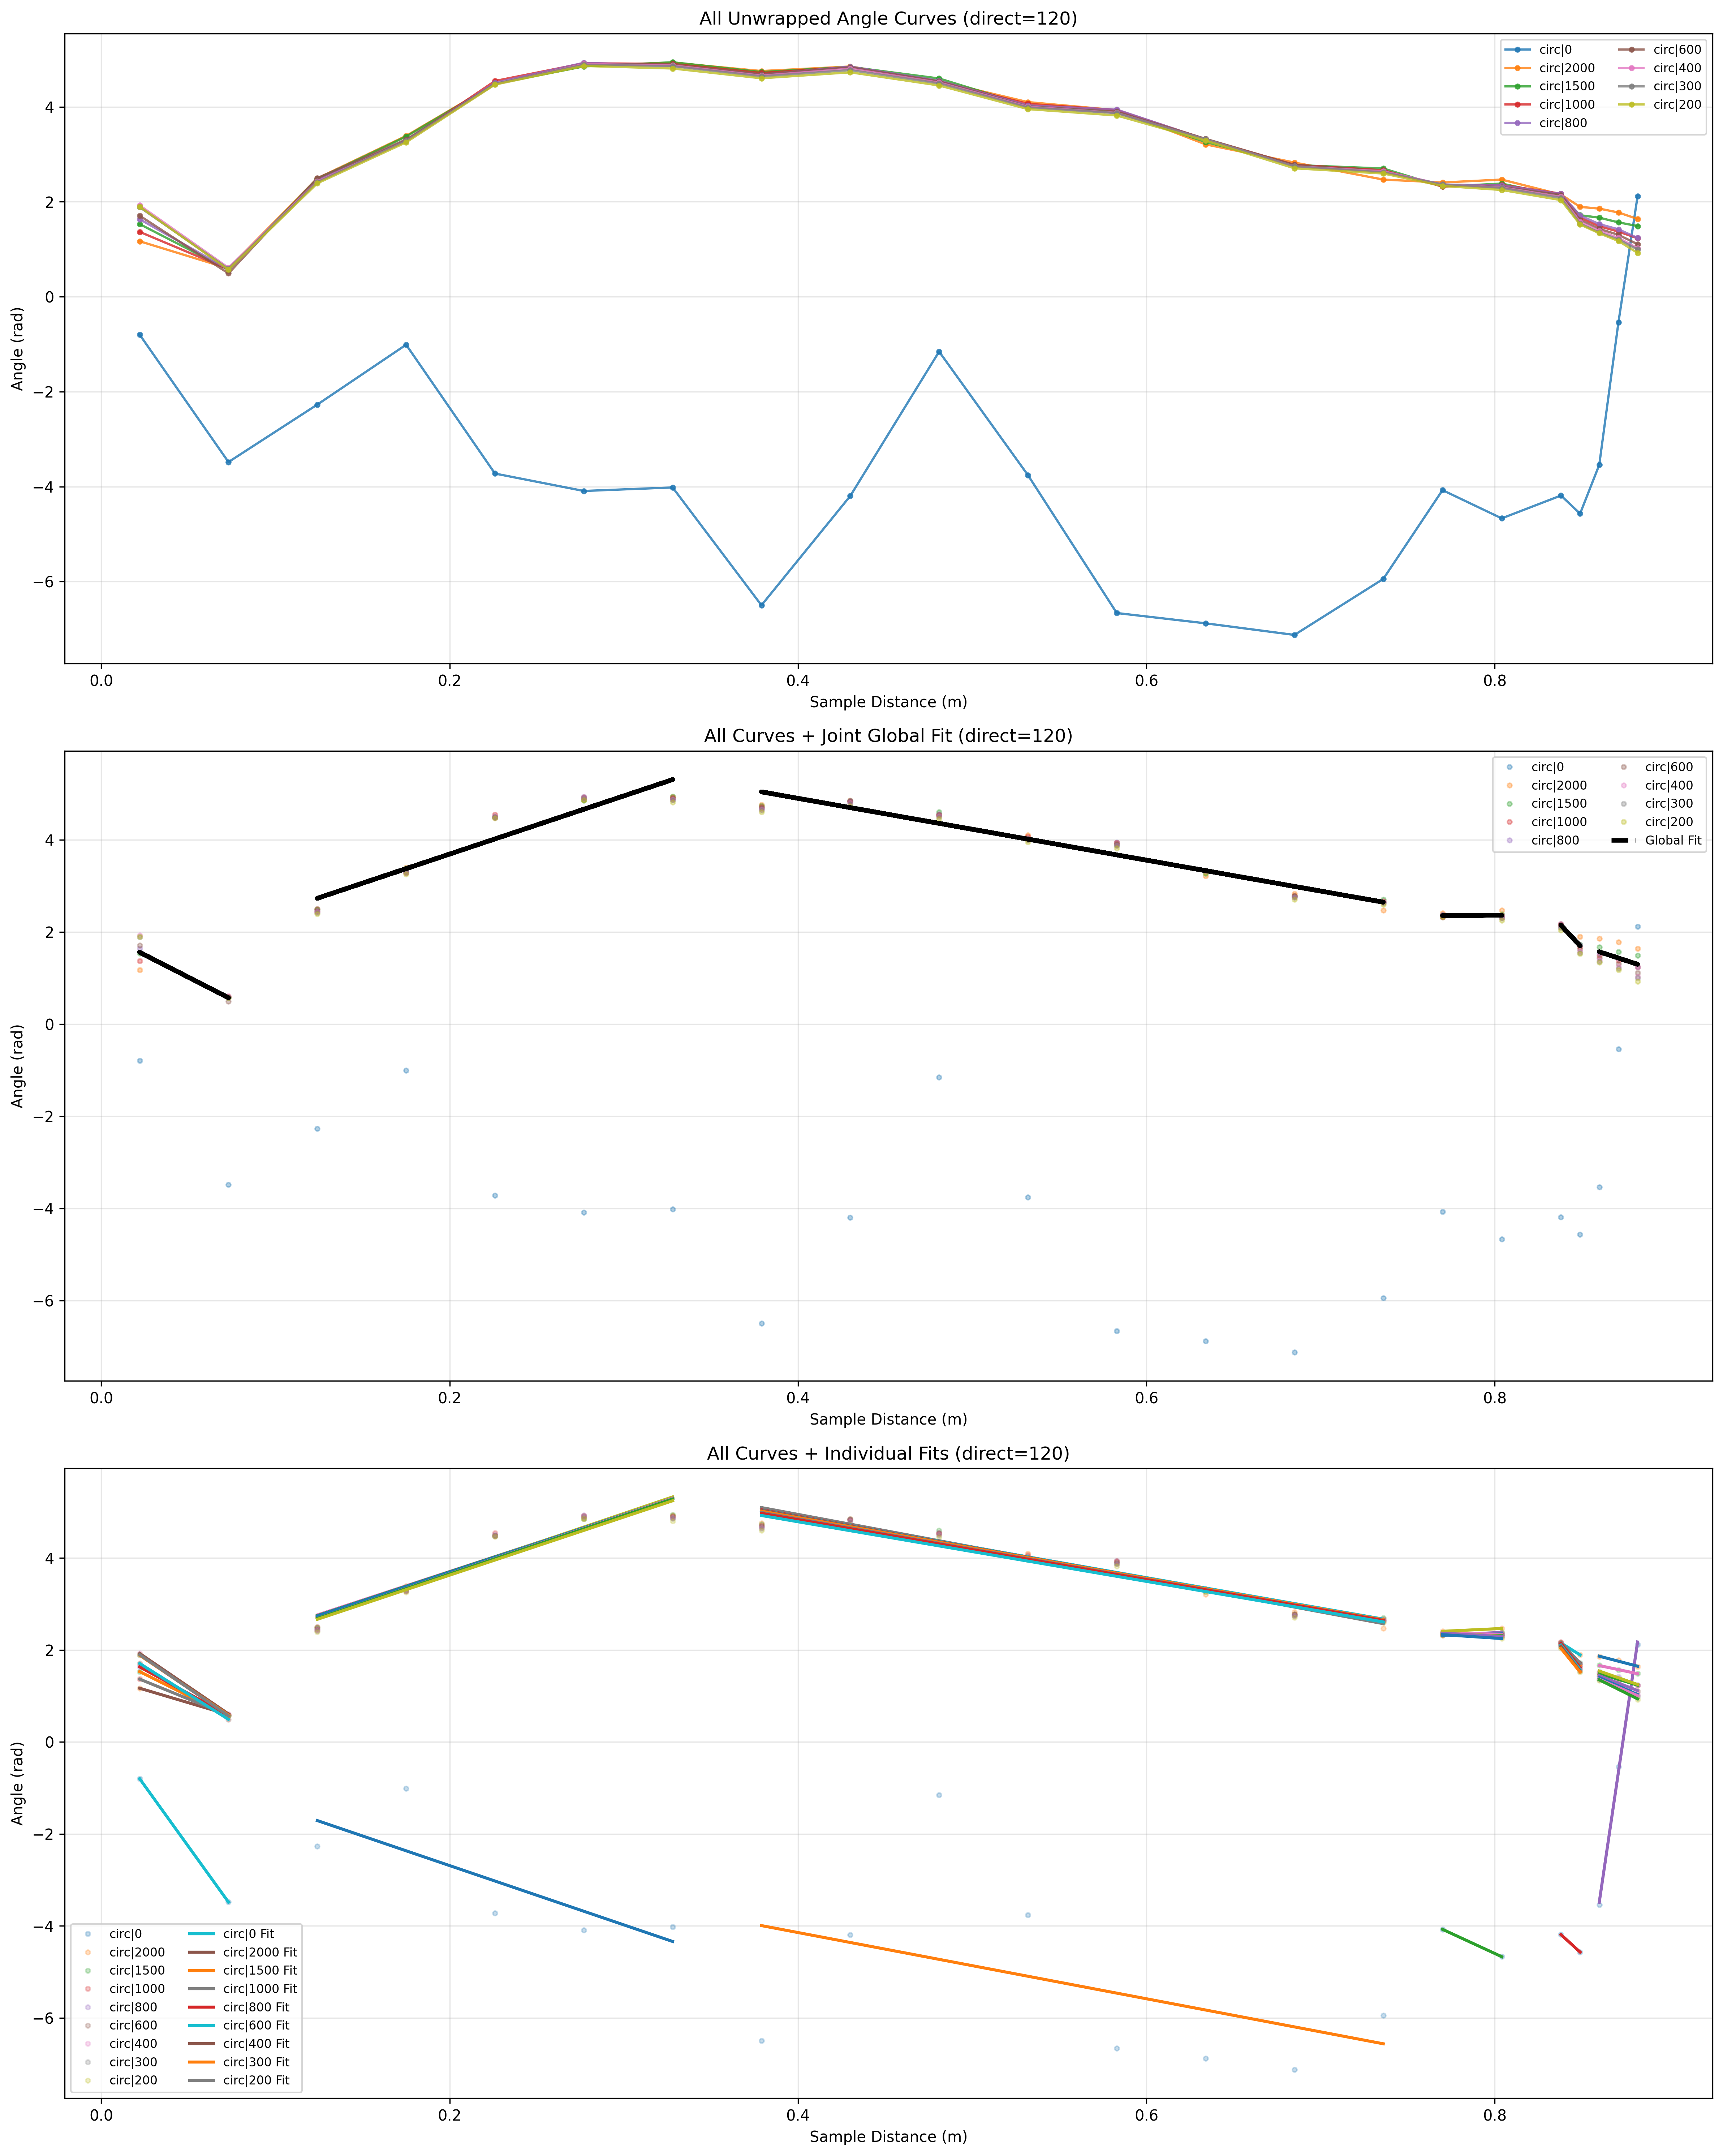 All Unwrapped Angle Curves (direct=120)
circ|0
circ|2000
circ|1500
circ|1000
circ|800
circ|600
circ|400
circ|300
circ|200
Angle (rad)
4
2
0
−2
−4
−6
0.0 0.2 0.4 0.6 0.8
Sample Distance (m)
All Curves + Joint Global Fit (direct=120)
circ|0
circ|2000
circ|1500
circ|1000
circ|800
circ|600
circ|400
circ|300
circ|200
Global Fit
Angle (rad)
4
2
0
−2
−4
−6
0.0 0.2 0.4 0.6 0.8
Sample Distance (m)
All Curves + Individual Fits (direct=120)
Angle (rad)
4
2
0
−2
−4
−6
circ|0
circ|2000
circ|1500
circ|1000
circ|800
circ|600
circ|400
circ|300
circ|200
circ|0 Fit
circ|2000 Fit
circ|1500 Fit
circ|1000 Fit
circ|800 Fit
circ|600 Fit
circ|400 Fit
circ|300 Fit
circ|200 Fit
0.0 0.2 0.4 0.6 0.8
Sample Distance (m)